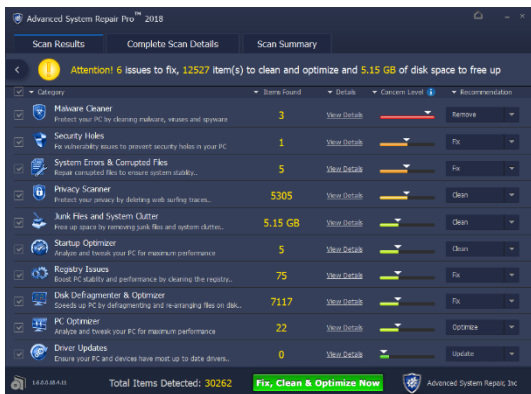 Advanced System Repair Pro™ 2018
Scan Results
Complete Scan Details
Scan Summary
Attention! 6 issues to fix, 12527 item(s) to clean and optimize and 5.15 GB of disk space to free up
Category Items Found Details Concern Level Recommendation
Malware Cleaner
Protect your PC by cleaning malware, viruses and spyware
3 View Details Remove
Security Holes
Fix vulnerability issues to prevent security holes in your PC
1 View Details Fix
System Errors & Corrupted Files
Repair corrupted files to ensure system stablity..
5 View Details Fix
Privacy Scanner
Protect your privacy by deleting web surfing traces..
5305 View Details Clean
Junk Files and System Clutter
Free up space by removing junk files and system clutter..
5.15 GB View Details Clean
Startup Optimizer
Analyze and tweak your PC for maximum performance
5 View Details Clean
Registry Issues
Boost PC stablity and performance by clearing the registry..
75 View Details Fix
Disk Defragmenter & Optimizer
Speeds up PC by defragmenting and re-arranging files on disk..
7117 View Details Fix
PC Optimizer
Analyze and tweak your PC for maximum performance
22 View Details Optimize
Driver Updates
Ensure your PC and devices have most up to date drivers..
0 View Details Update
Total Items Detected: 30262
Fix, Clean & Optimize Now
Advanced System Repair, Inc